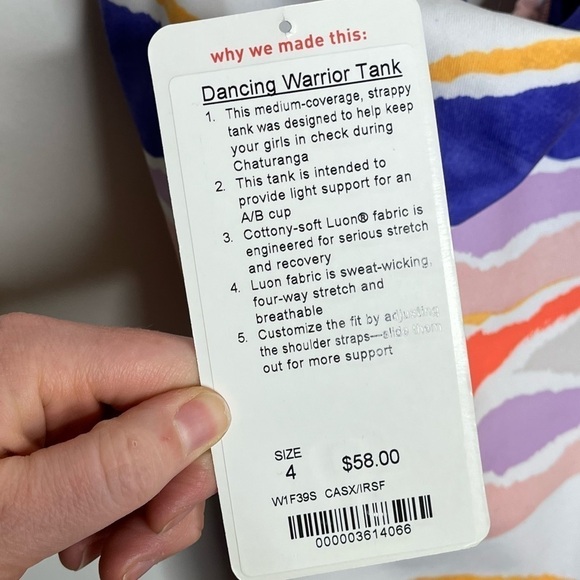 why we made this:
Dancing Warrior Tank
1. This medium-coverage, strappy
tank was designed to help keep
your girls in check during
Chaturanga
2. This tank is intended to
provide light support for an
A/B cup
3. Cottony-soft Luon® fabric is
engineered for serious stretch
and recovery
4. Luon fabric is sweat-wicking,
four-way stretch and
breathable
5. Customize the fit by adjusting
the shoulder straps—slide from
out for more support
SIZE
4 $58.00
W1F39S CASX/IRSF
000003614066